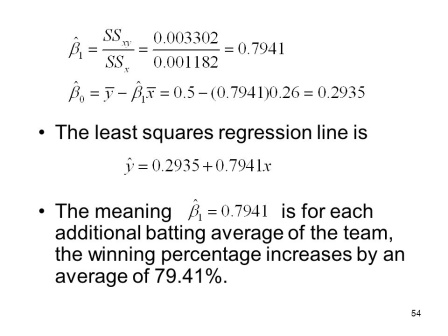 β̂₁ = SSxy / SSx = 0.003302 / 0.001182 = 0.7941
β̂₀ = y̅ − β̂₁x̅ = 0.5 − (0.7941)0.26 = 0.2935
• The least squares regression line is
ŷ = 0.2935 + 0.7941x
• The meaning β̂₁ = 0.7941 is for each
additional batting average of the team,
the winning percentage increases by an
average of 79.41%.
54